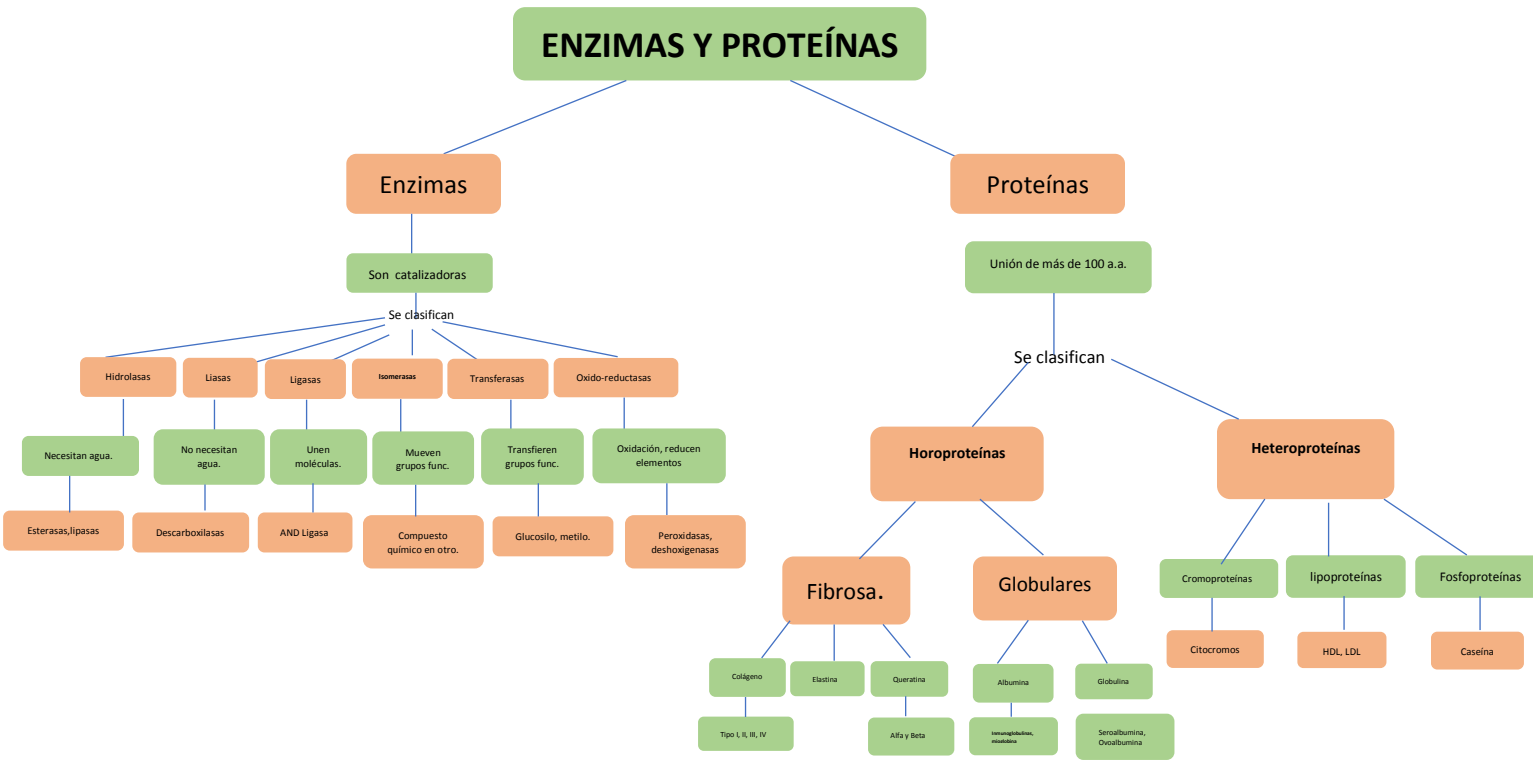 ENZIMAS Y PROTEÍNAS
Enzimas
Proteínas
Son catalizadoras
Unión de más de 100 a.a.
Se clasifican
Se clasifican
Hidrolasas
Liasas
Ligasas
Isomerasas
Transferasas
Oxido-reductasas
Necesitan agua.
No necesitan
agua.
Unen
moléculas.
Mueven
grupos func.
Transfieren
grupos func.
Oxidación, reducen
elementos
Esterasas,lipasas
Descarboxilasas
AND Ligasa
Compuesto
químico en otro.
Glucosilo, metilo.
Peroxidasas,
deshoxigenasas
Horoproteínas
Heteroproteínas
Fibrosa.
Globulares
Cromoproteínas
lipoproteínas
Fosfoproteínas
Citocromos
HDL, LDL
Caseína
Colágeno
Elastina
Queratina
Albumina
Globulina
Tipo I, II, III, IV
Alfa y Beta
Inmunoglobulinas,
Seroalbumina,
Ovoalbumina